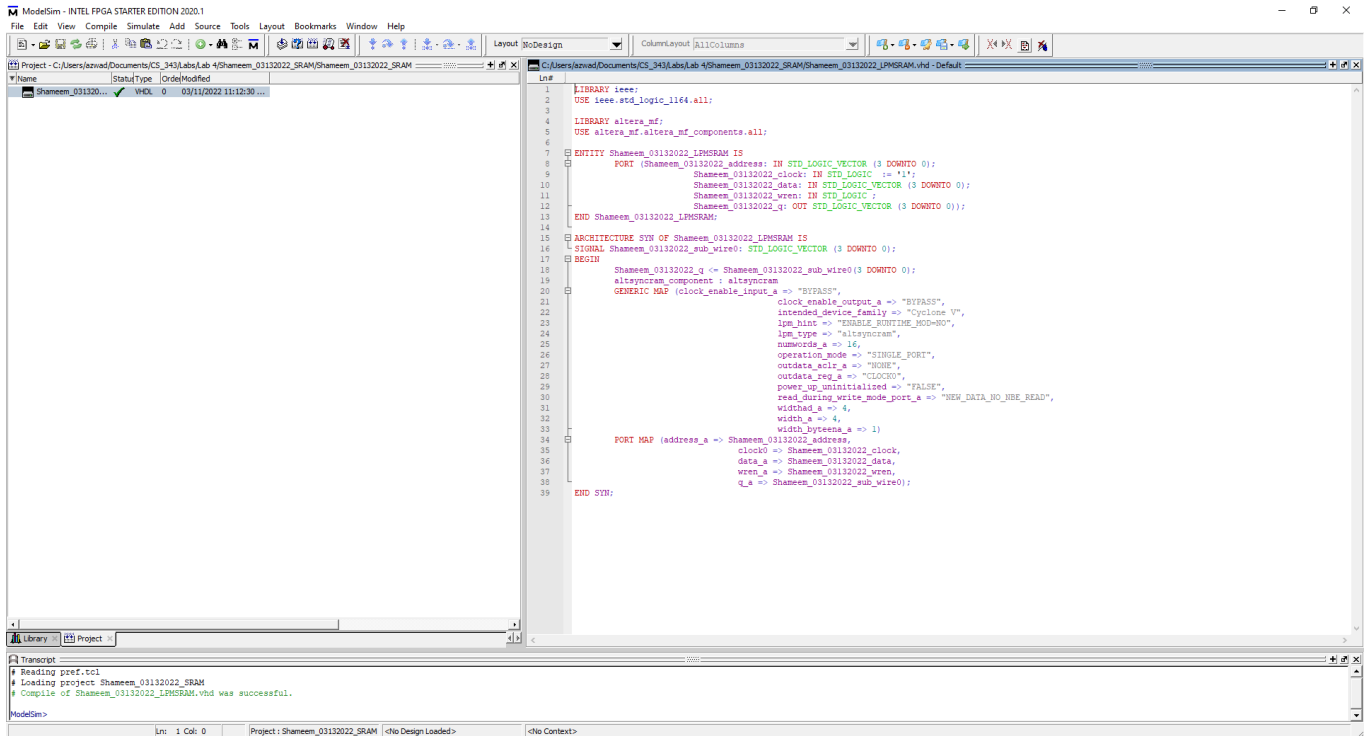 ModelSim - INTEL FPGA STARTER EDITION 2020.1
File Edit View Compile Simulate Add Source Tools Layout Bookmarks Window Help
Layout NoDesign
ColumnLayout AllColumns
Project - C:/Users/azwad/Documents/CS_343/Labs/Lab 4/Shameem_03132022_SRAM/Shameem_03132022_SRAM
Name Statu Type Orde Modified
Shameem_031320... VHDL 0 03/11/2022 11:12:30 ...
Library Project
C:/Users/azwad/Documents/CS_343/Labs/Lab 4/Shameem_03132022_SRAM/Shameem_03132022_LPMSRAM.vhd - Default
Ln#
1 LIBRARY ieee;
2 USE ieee.std_logic_1164.all;
3
4 LIBRARY altera_mf;
5 USE altera_mf.altera_mf_components.all;
6
7 ENTITY Shameem_03132022_LPMSRAM IS
8 PORT (Shameem_03132022_address: IN STD_LOGIC_VECTOR (3 DOWNTO 0);
9 Shameem_03132022_clock: IN STD_LOGIC := '1';
10 Shameem_03132022_data: IN STD_LOGIC_VECTOR (3 DOWNTO 0);
11 Shameem_03132022_wren: IN STD_LOGIC ;
12 Shameem_03132022_q: OUT STD_LOGIC_VECTOR (3 DOWNTO 0));
13 END Shameem_03132022_LPMSRAM;
14
15 ARCHITECTURE SYN OF Shameem_03132022_LPMSRAM IS
16 SIGNAL Shameem_03132022_sub_wire0: STD_LOGIC_VECTOR (3 DOWNTO 0);
17 BEGIN
18 Shameem_03132022_q <= Shameem_03132022_sub_wire0(3 DOWNTO 0);
19 altsyncram_component : altsyncram
20 GENERIC MAP (clock_enable_input_a => "BYPASS",
21 clock_enable_output_a => "BYPASS",
22 intended_device_family => "Cyclone V",
23 lpm_hint => "ENABLE_RUNTIME_MOD=NO",
24 lpm_type => "altsyncram",
25 numwords_a => 16,
26 operation_mode => "SINGLE_PORT",
27 outdata_aclr_a => "NONE",
28 outdata_reg_a => "CLOCK0",
29 power_up_uninitialized => "FALSE",
30 read_during_write_mode_port_a => "NEW_DATA_NO_NBE_READ",
31 widthad_a => 4,
32 width_a => 4,
33 width_byteena_a => 1)
34 PORT MAP (address_a => Shameem_03132022_address,
35 clock0 => Shameem_03132022_clock,
36 data_a => Shameem_03132022_data,
37 wren_a => Shameem_03132022_wren,
38 q_a => Shameem_03132022_sub_wire0);
39 END SYN;
Transcript
# Reading pref.tcl
# Loading project Shameem_03132022_SRAM
# Compile of Shameem_03132022_LPMSRAM.vhd was successful.
ModelSim>
Ln: 1 Col: 0 Project : Shameem_03132022_SRAM <No Design Loaded> <No Context>